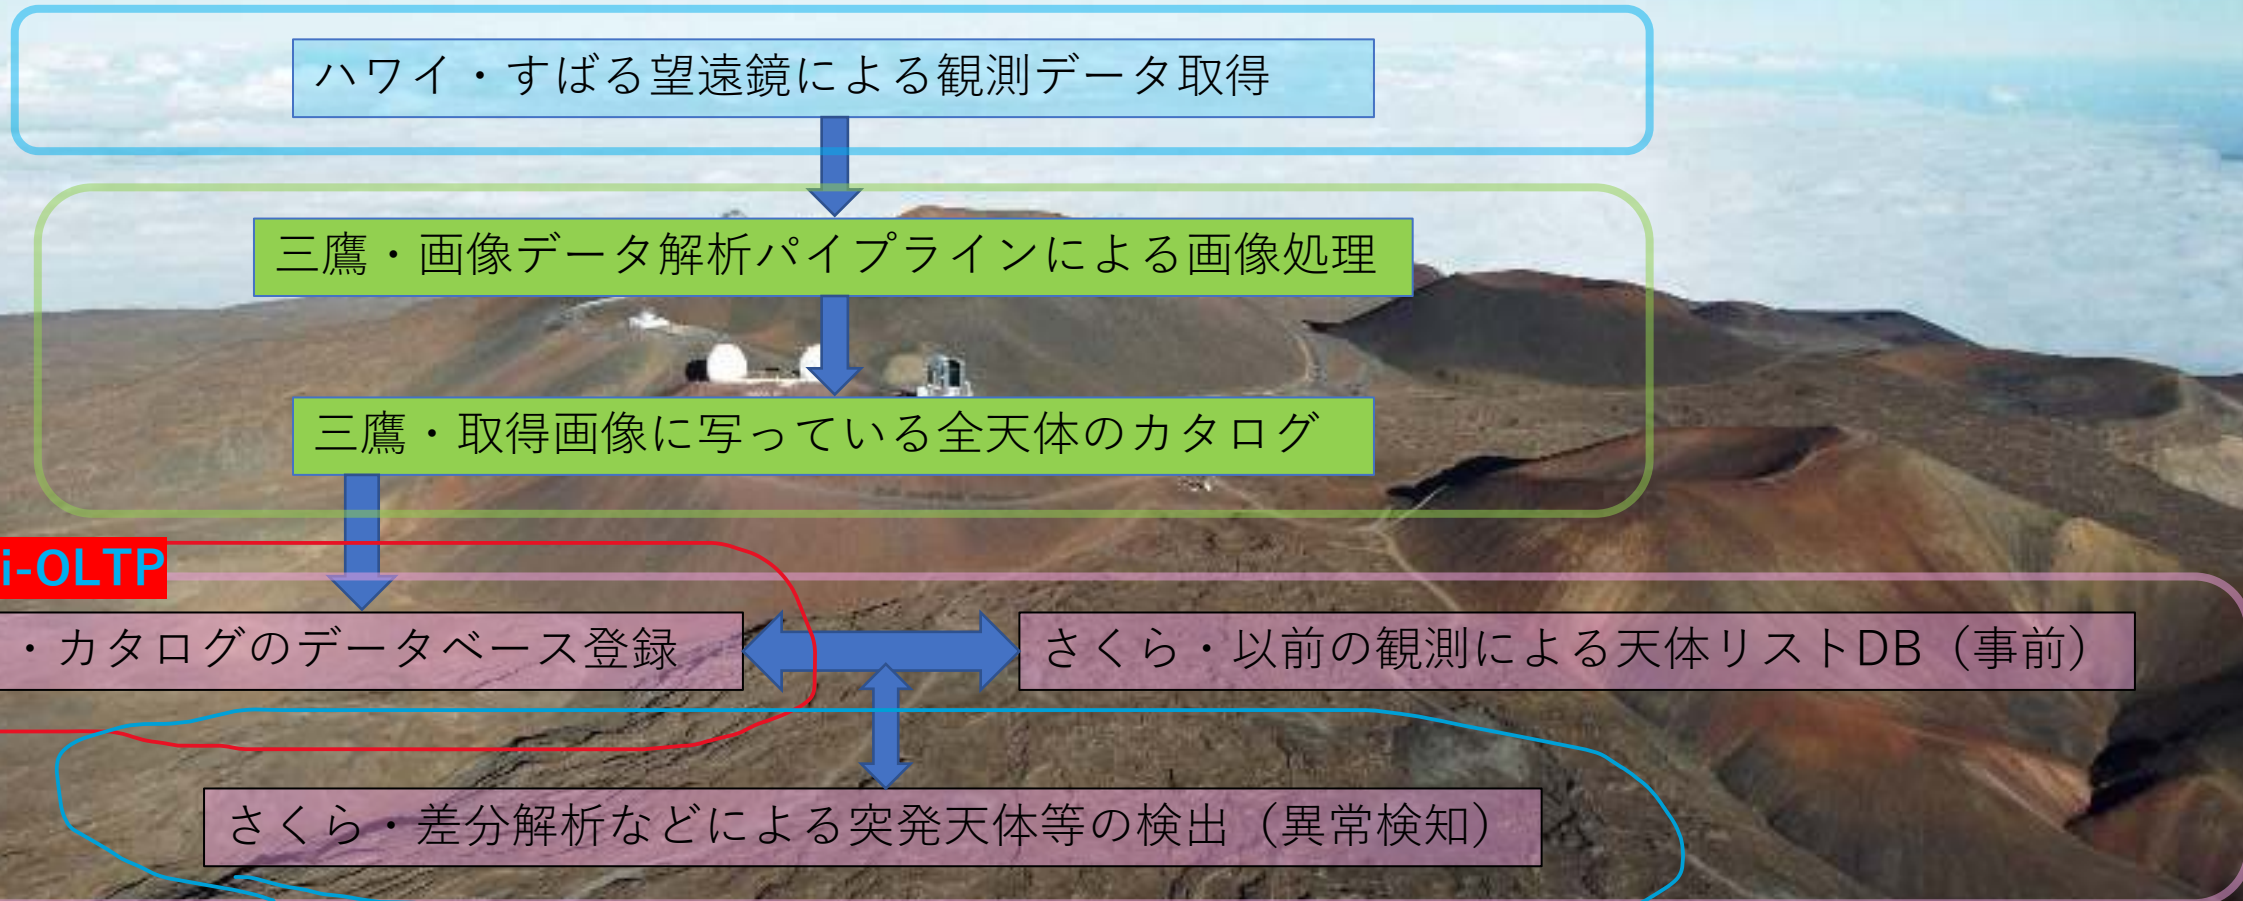 ハワイ・すばる望遠鏡による観測データ取得
三鷹・画像データ解析パイプラインによる画像処理
三鷹・取得画像に写っている全天体のカタログ
i-OLTP
・カタログのデータベース登録
さくら・以前の観測による天体リストDB（事前）
さくら・差分解析などによる突発天体等の検出（異常検知）